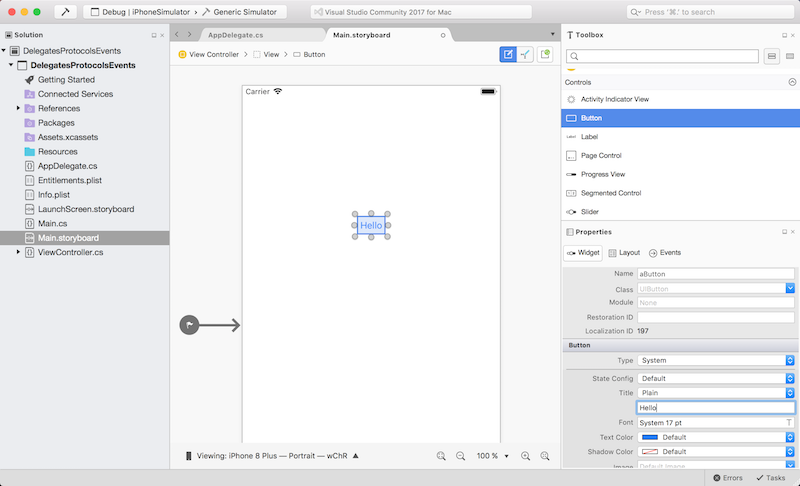 Debug | iPhoneSimulator
Generic Simulator
Visual Studio Community 2017 for Mac
Press '⌘.' to search
Solution
DelegatesProtocolsEvents
DelegatesProtocolsEvents
Getting Started
Connected Services
References
Packages
Assets.xcassets
Resources
AppDelegate.cs
Entitlements.plist
Info.plist
LaunchScreen.storyboard
Main.cs
Main.storyboard
ViewController.cs
AppDelegate.cs
Main.storyboard
View Controller
View
Button
Carrier
Hello
Viewing: iPhone 8 Plus — Portrait — wChR
100 %
Toolbox
Controls
Activity Indicator View
Button
Label
Label
Page Control
Progress View
Segmented Control
Slider
Properties
Widget
Layout
Events
Name aButton
Class UIButton
Module None
Restoration ID
Localization ID 197
Button
Type System
State Config Default
Title Plain
Hello
Font System 17 pt
Text Color Default
Shadow Color Default
Image Default Image
Errors
Tasks